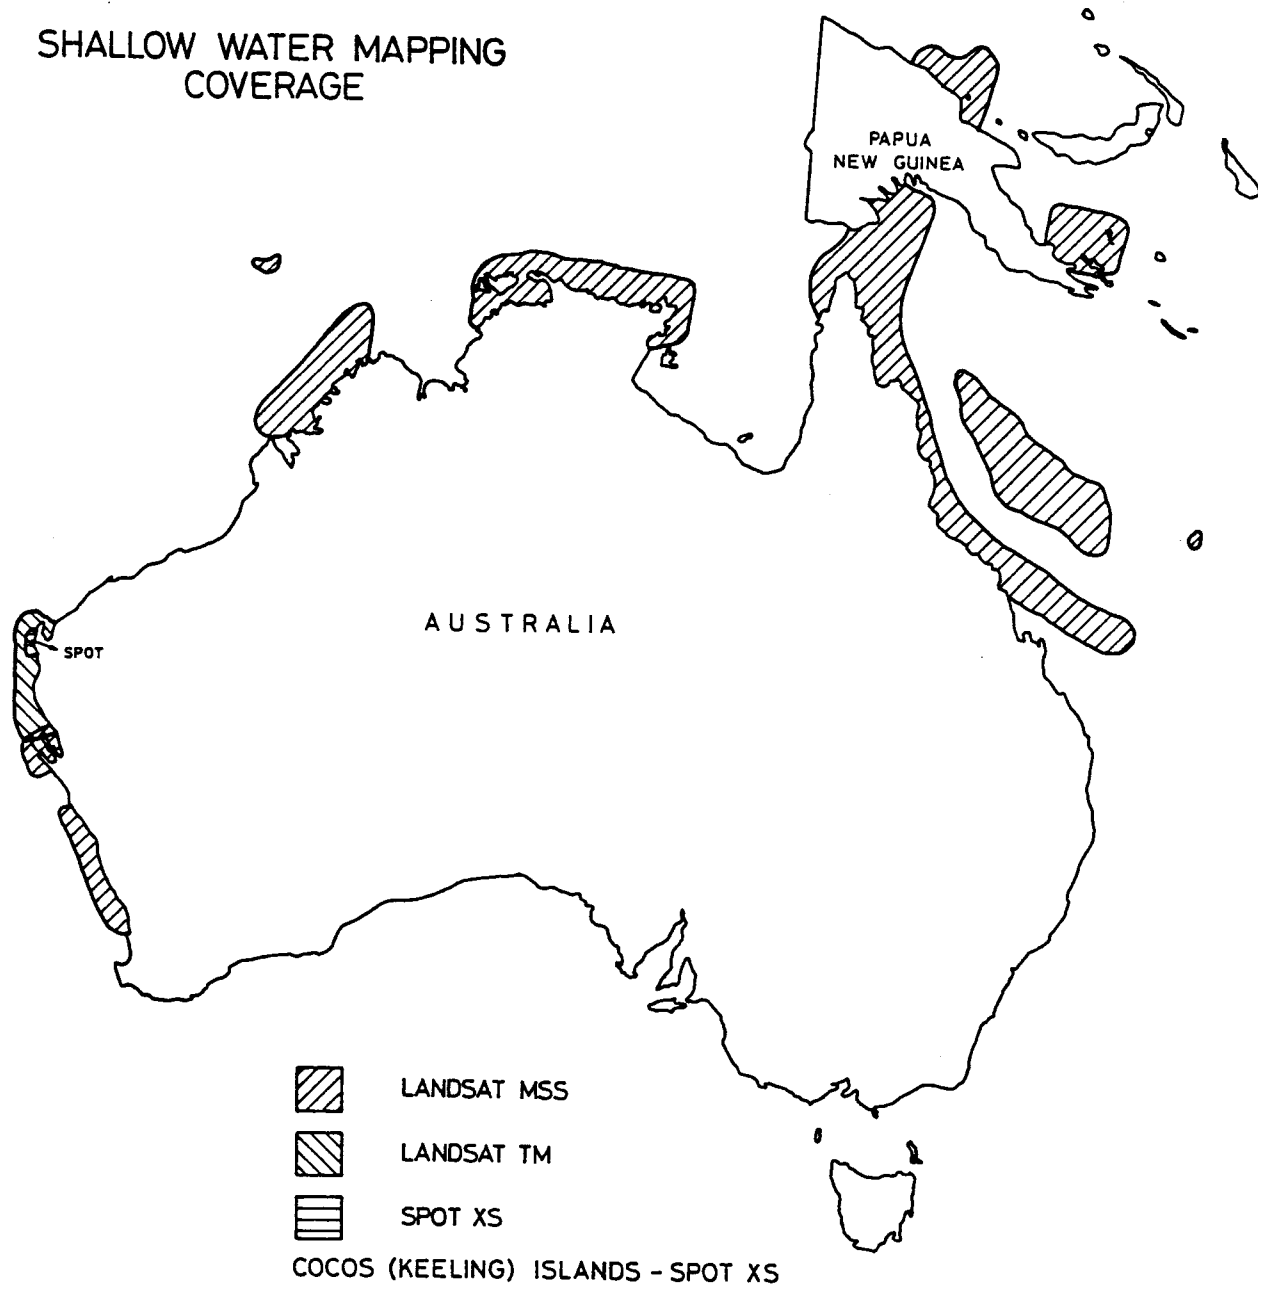 SHALLOW WATER MAPPING
COVERAGE
PAPUA
NEW GUINEA
AUSTRALIA
SPOT
LANDSAT MSS
LANDSAT TM
SPOT XS
COCOS (KEELING) ISLANDS - SPOT XS